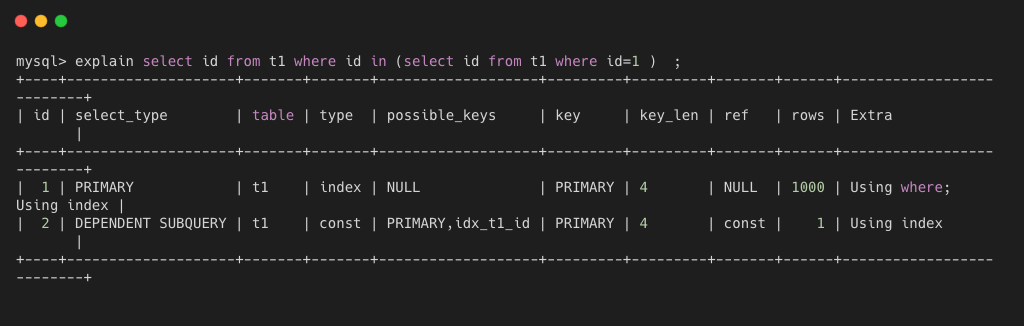 mysql> explain select id from t1 where id in (select id from t1 where id=1 )  ;
+----+--------------------+-------+-------+-------------------+---------+---------+-------+------+------------------
--------+
| id | select_type        | table | type  | possible_keys     | key     | key_len | ref   | rows | Extra
       |
+----+--------------------+-------+-------+-------------------+---------+---------+-------+------+------------------
--------+
|  1 | PRIMARY            | t1    | index | NULL              | PRIMARY | 4       | NULL  | 1000 | Using where;
Using index |
|  2 | DEPENDENT SUBQUERY | t1    | const | PRIMARY,idx_t1_id | PRIMARY | 4       | const |    1 | Using index
       |
+----+--------------------+-------+-------+-------------------+---------+---------+-------+------+------------------
--------+